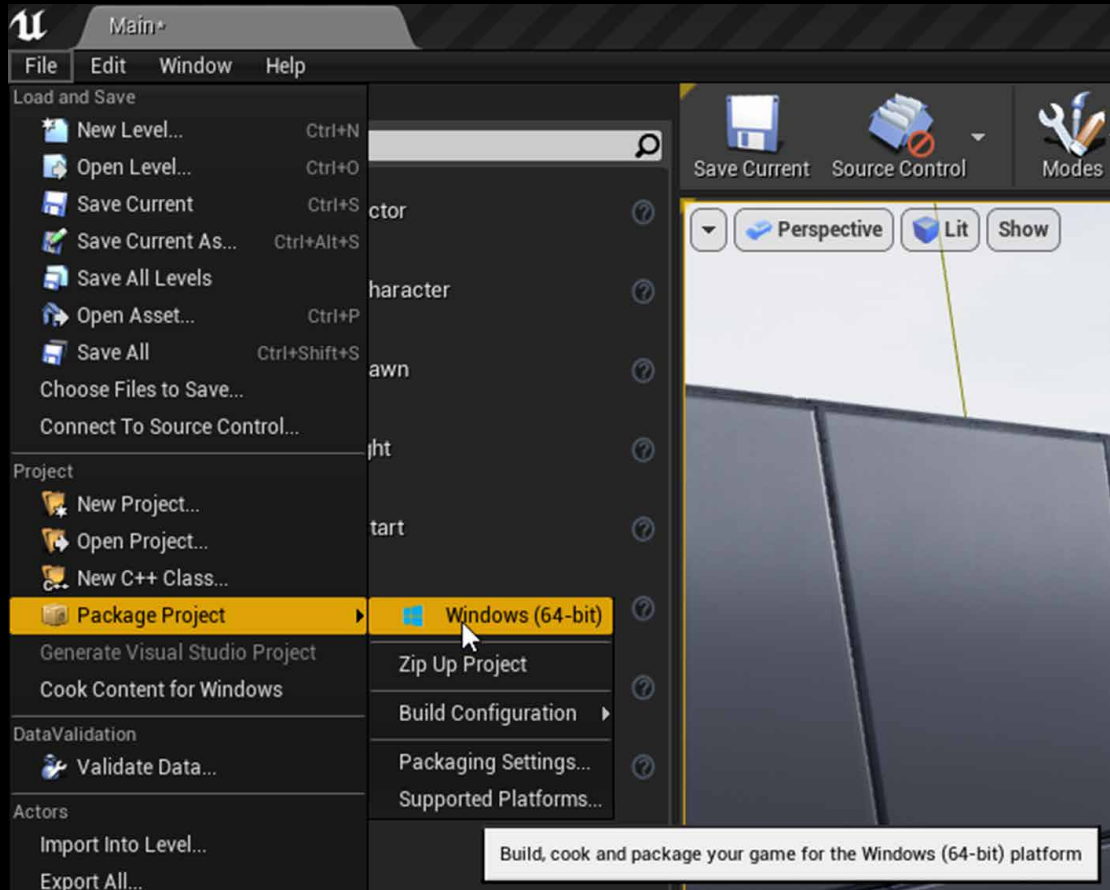 Main*
File Edit Window Help
Load and Save
New Level... Ctrl+N
Open Level... Ctrl+O
Save Current Ctrl+S
Save Current As... Ctrl+Alt+S
Save All Levels
Open Asset... Ctrl+P
Save All Ctrl+Shift+S
Choose Files to Save...
Connect To Source Control...
Project
New Project...
Open Project...
New C++ Class...
Package Project
Generate Visual Studio Project
Cook Content for Windows
DataValidation
Validate Data...
Actors
Import Into Level...
Export All...
ctor
haracter
awn
ght
tart
Windows (64-bit)
Zip Up Project
Build Configuration
Packaging Settings...
Supported Platforms...
Save Current Source Control Modes
Perspective Lit Show
Build, cook and package your game for the Windows (64-bit) platform